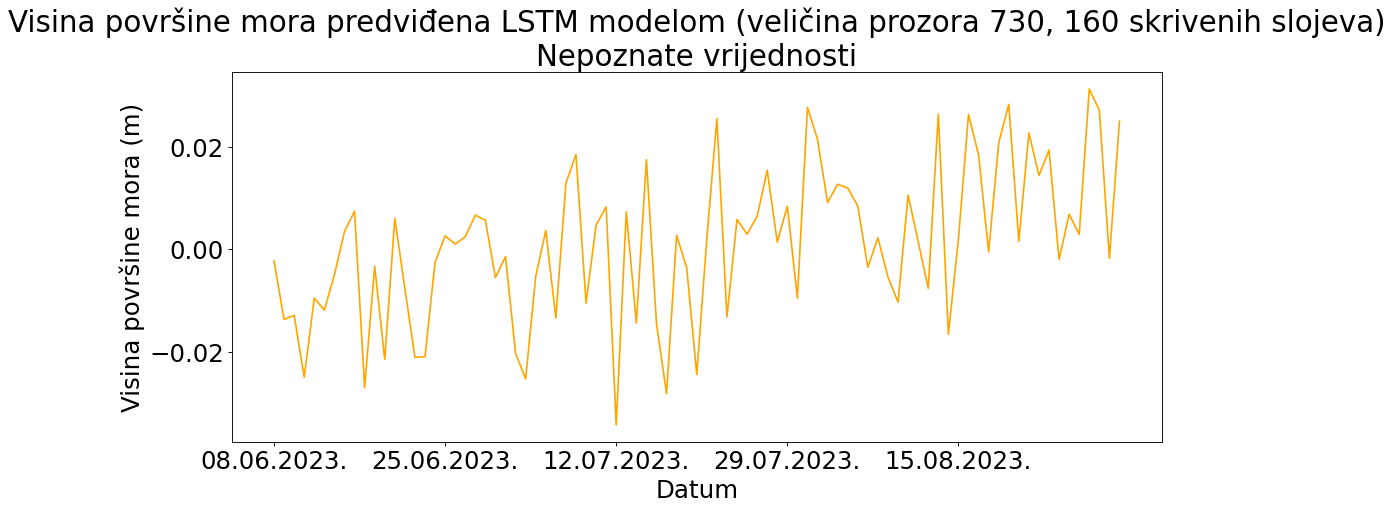 Visina površine mora predviđena LSTM modelom (veličina prozora 730, 160 skrivenih slojeva)
Nepoznate vrijednosti
Visina površine mora (m)
0.02
0.00
−0.02
08.06.2023. 25.06.2023. 12.07.2023. 29.07.2023. 15.08.2023.
Datum